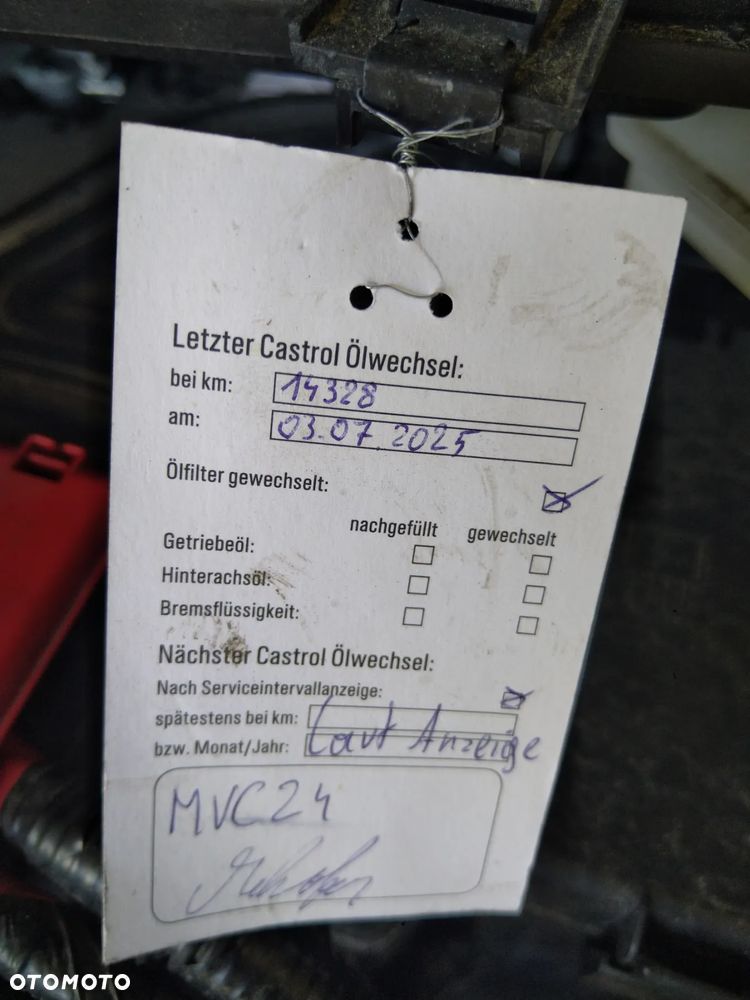 Letzter Castrol Ölwechsel:
bei km: 14328
am: 03.07.2025
Ölfilter gewechselt:
nachgefüllt gewechselt
Getriebeöl:
Hinterachsöl:
Bremsflüssigkeit:
Nächster Castrol Ölwechsel:
Nach Serviceintervallanzeige:
spätestens bei km:
bzw. Monat/Jahr: Laut Anzeige
MVC24
OTOMOTO